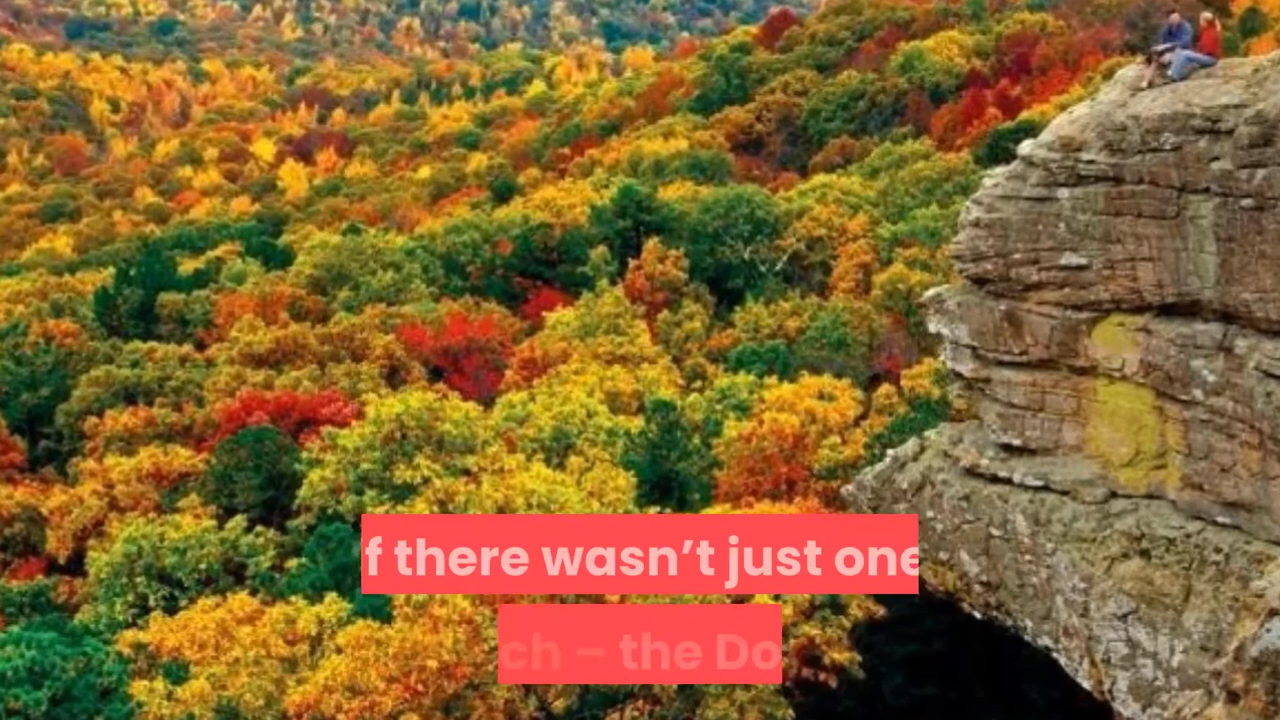 f there wasn’t just one
ch – the Do